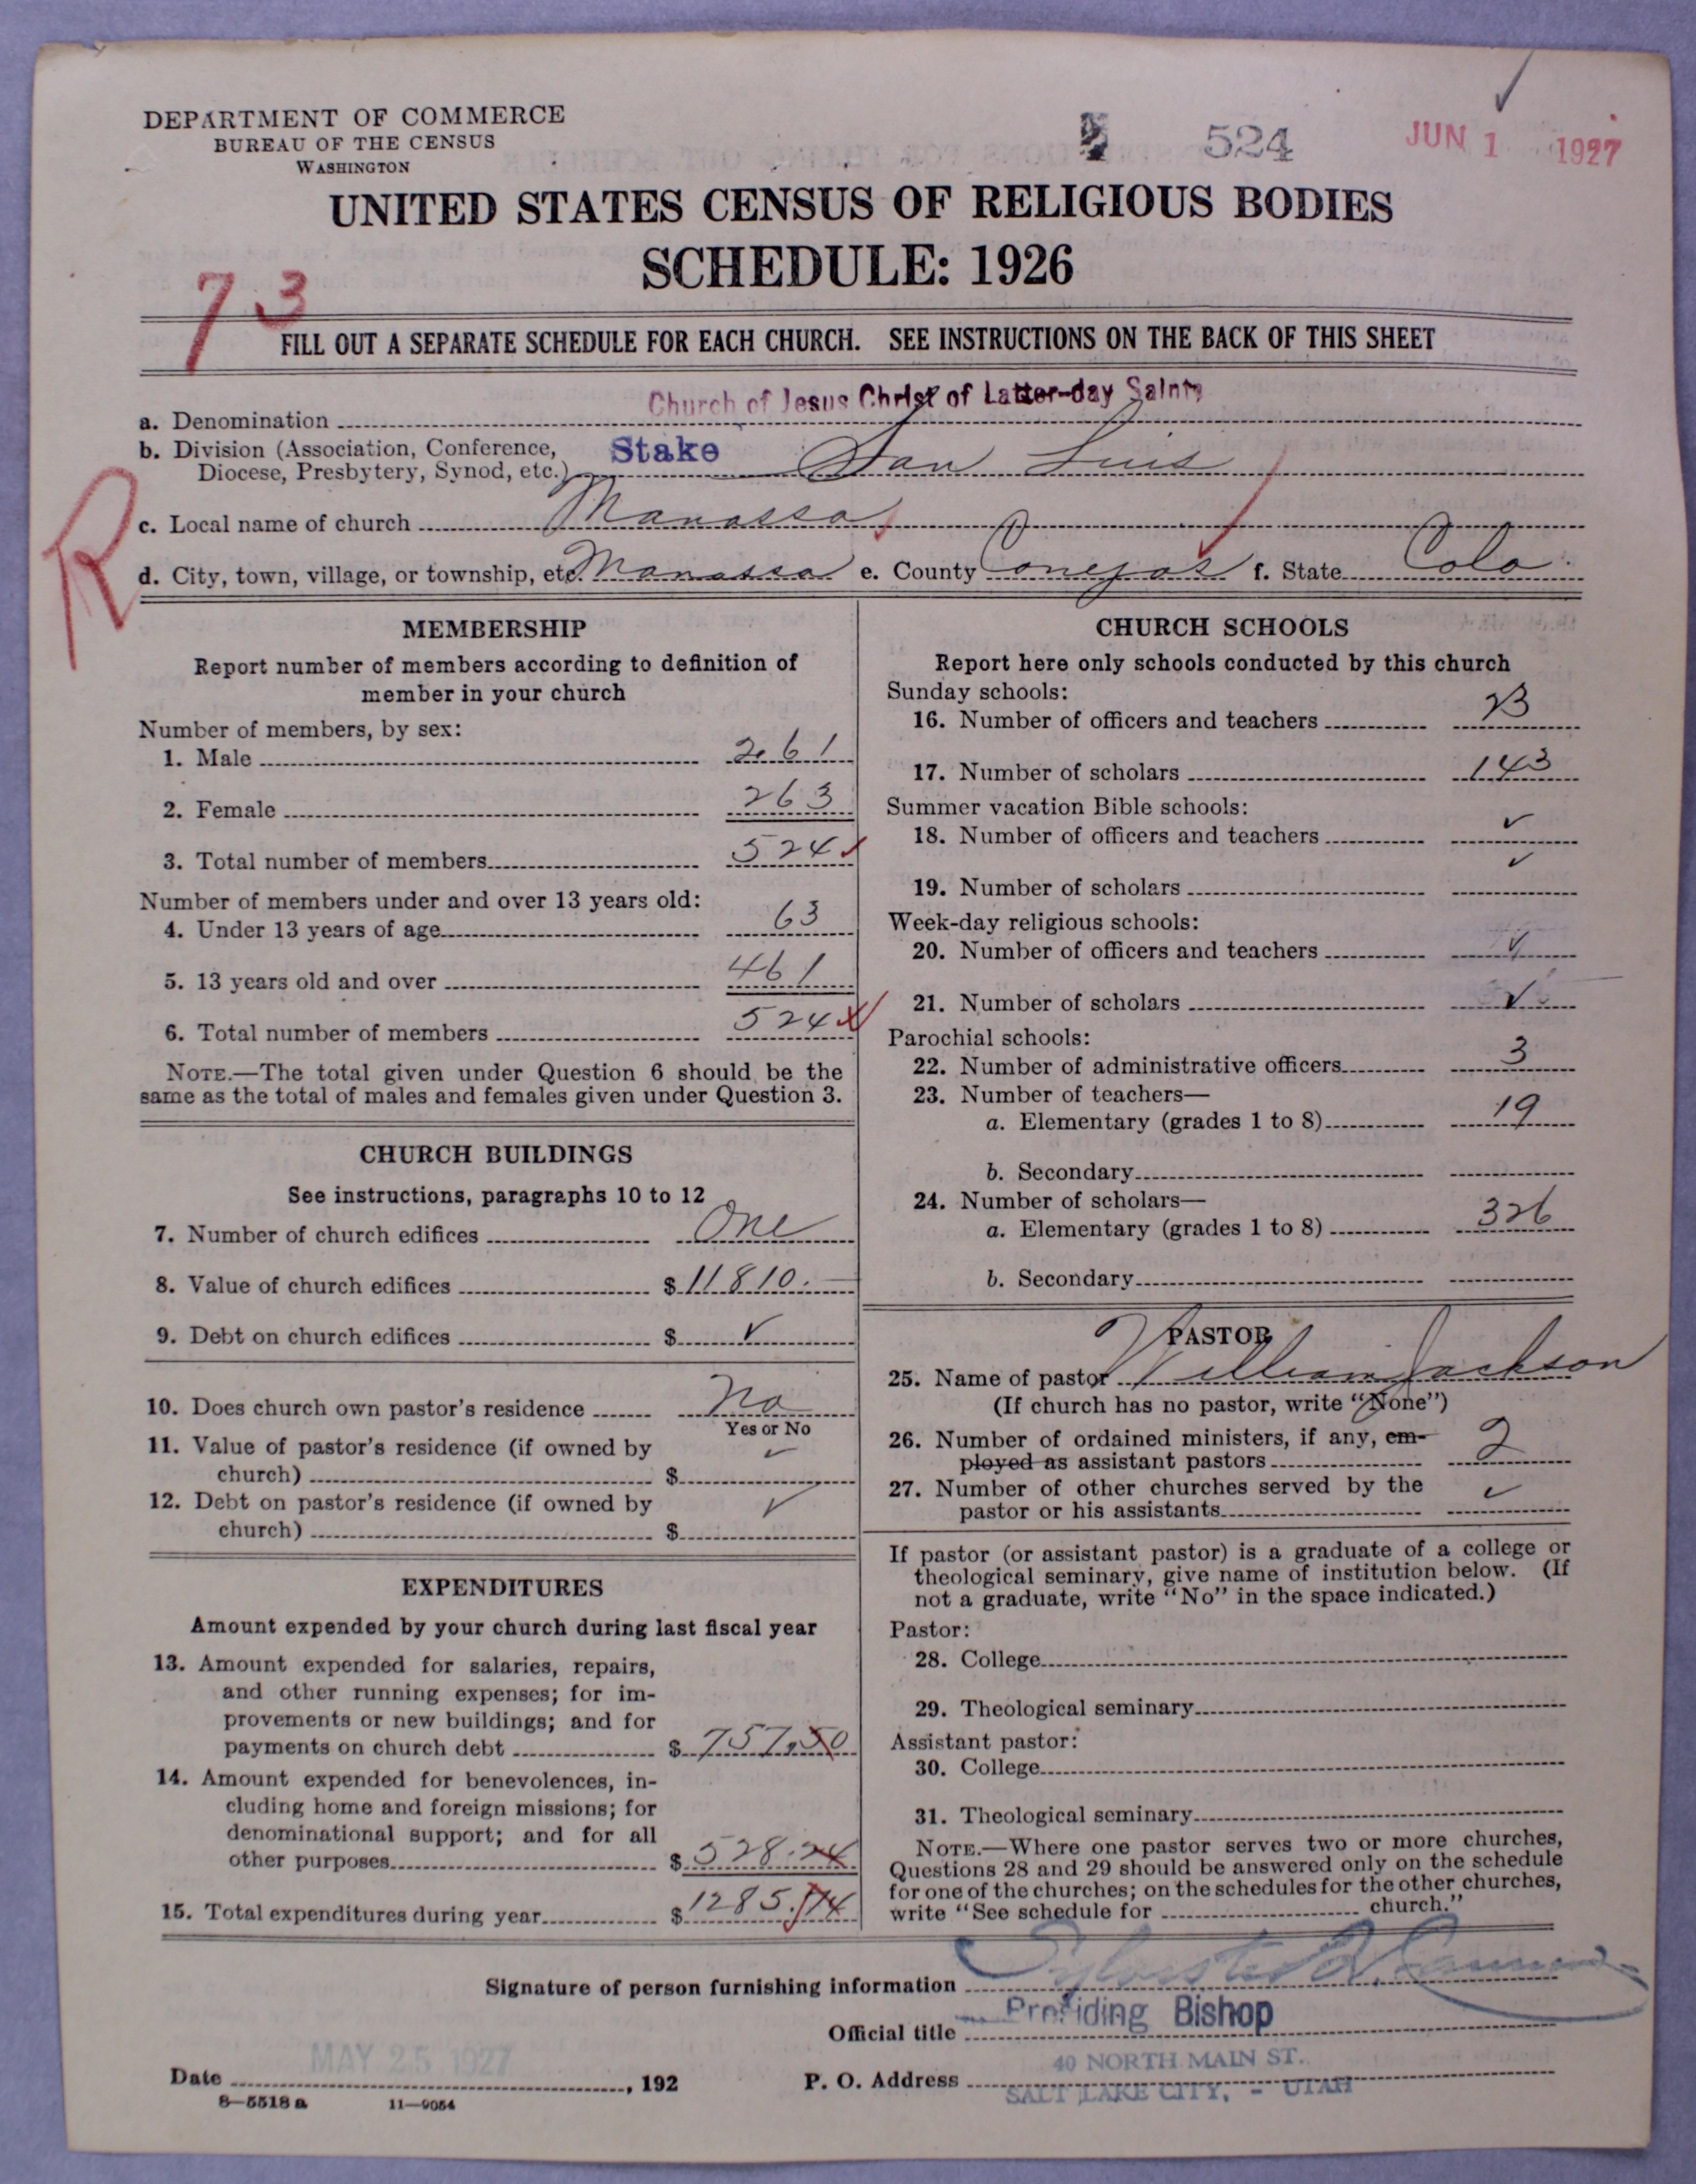 DEPARTMENT OF COMMERCE
BUREAU OF THE CENSUS
WASHINGTON
524
JUN 1 1927
UNITED STATES CENSUS OF RELIGIOUS BODIES
SCHEDULE: 1926
73
FILL OUT A SEPARATE SCHEDULE FOR EACH CHURCH. SEE INSTRUCTIONS ON THE BACK OF THIS SHEET
R
a. Denomination Church of Jesus Christ of Latter-day Saints
b. Division (Association, Conference,
Diocese, Presbytery, Synod, etc.) Stake San Luis
c. Local name of church Manassa
d. City, town, village, or township, etc. Manassa e. County Conejos f. State Colo.
MEMBERSHIP
Report number of members according to definition of
member in your church
Number of members, by sex:
1. Male 261
2. Female 263
3. Total number of members 524
Number of members under and over 13 years old:
4. Under 13 years of age 63
5. 13 years old and over 461
6. Total number of members 524
NOTE.—The total given under Question 6 should be the
same as the total of males and females given under Question 3.
CHURCH BUILDINGS
See instructions, paragraphs 10 to 12
7. Number of church edifices One
8. Value of church edifices $ 11810.—
9. Debt on church edifices $ ✓
10. Does church own pastor's residence No
Yes or No
11. Value of pastor's residence (if owned by
church) $ ✓
12. Debt on pastor's residence (if owned by
church) $ ✓
EXPENDITURES
Amount expended by your church during last fiscal year
13. Amount expended for salaries, repairs,
and other running expenses; for im-
provements or new buildings; and for
payments on church debt $ 757.50
14. Amount expended for benevolences, in-
cluding home and foreign missions; for
denominational support; and for all
other purposes $ 528.24
15. Total expenditures during year $ 1285.74
CHURCH SCHOOLS
Report here only schools conducted by this church
Sunday schools:
16. Number of officers and teachers 23
17. Number of scholars 143
Summer vacation Bible schools:
18. Number of officers and teachers ✓
19. Number of scholars ✓
Week-day religious schools:
20. Number of officers and teachers ✓
21. Number of scholars ✓
Parochial schools:
22. Number of administrative officers 3
23. Number of teachers—
a. Elementary (grades 1 to 8) 19
b. Secondary
24. Number of scholars—
a. Elementary (grades 1 to 8) 326
b. Secondary
PASTOR
25. Name of pastor William Jackson
(If church has no pastor, write "None")
26. Number of ordained ministers, if any, em-
ployed as assistant pastors 2
27. Number of other churches served by the
pastor or his assistants ✓
If pastor (or assistant pastor) is a graduate of a college or
theological seminary, give name of institution below. (If
not a graduate, write "No" in the space indicated.)
Pastor:
28. College
29. Theological seminary
Assistant pastor:
30. College
31. Theological seminary
NOTE.—Where one pastor serves two or more churches,
Questions 28 and 29 should be answered only on the schedule
for one of the churches; on the schedules for the other churches,
write "See schedule for church."
Signature of person furnishing information Sylvester Q. Cannon
Official title Presiding Bishop
Date MAY 25 1927, 192
P. O. Address 40 NORTH MAIN ST.
SALT LAKE CITY, - UTAH
8—5518 a 11—9054